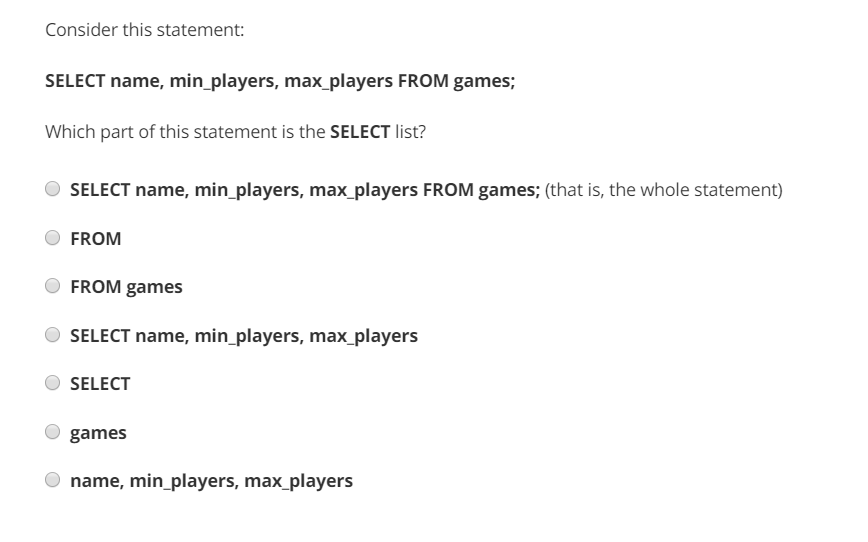 Consider this statement:
SELECT name, min_players, max_players FROM games;
Which part of this statement is the SELECT list?
SELECT name, min_players, max_players FROM games; (that is, the whole statement)
FROM
FROM games
SELECT name, min_players, max_players
SELECT
games
name, min_players, max_players